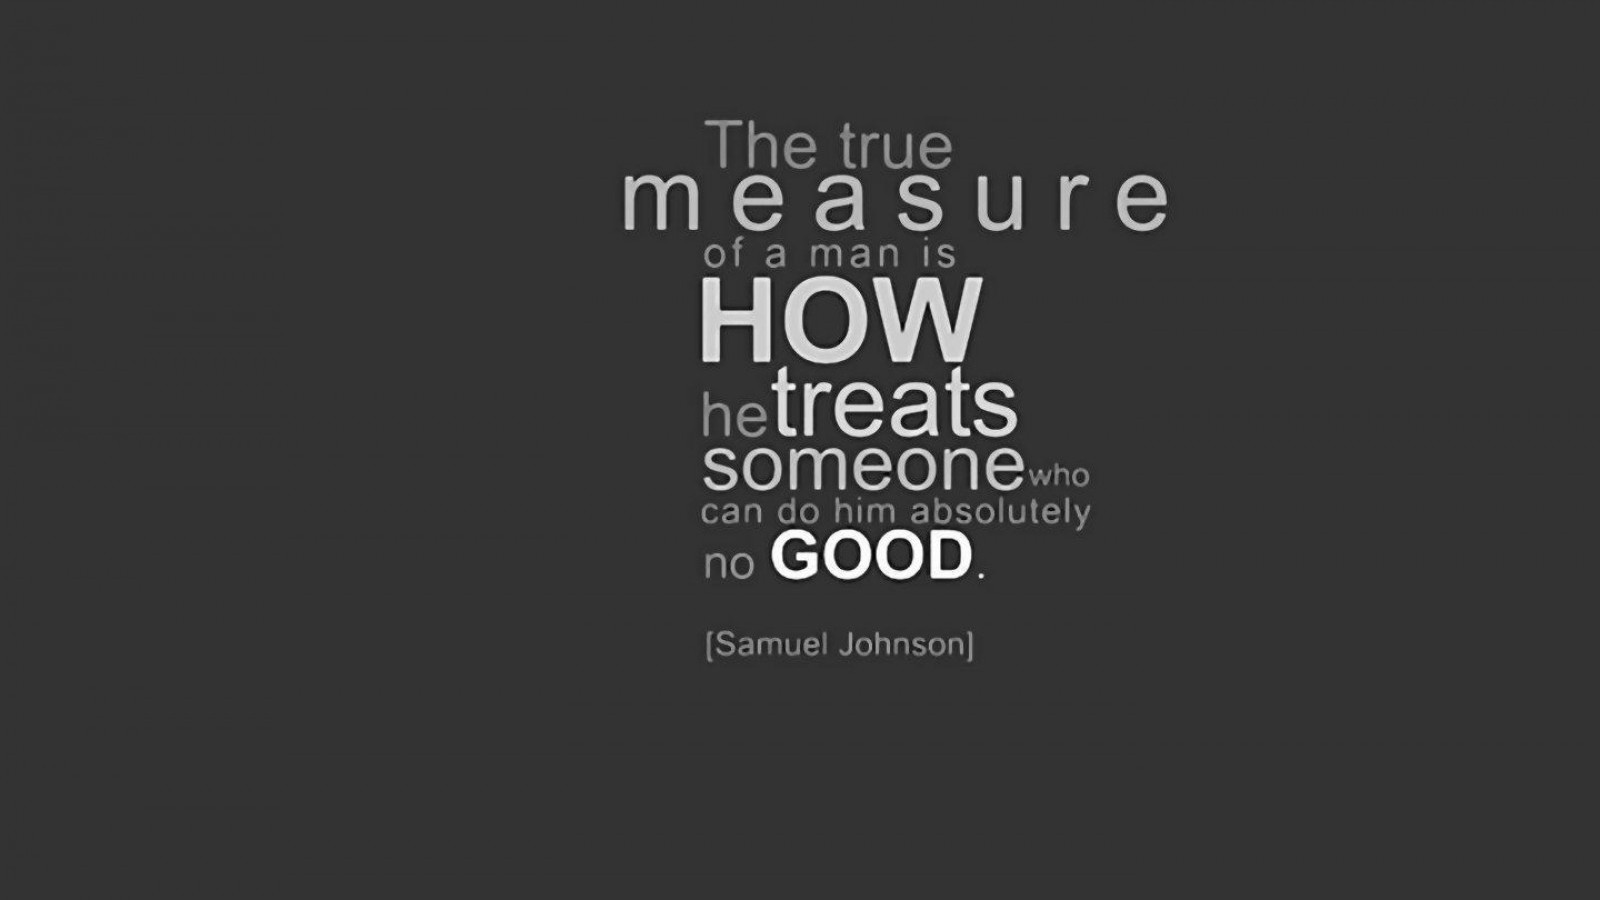 The true
measure
of a man is
HOW
he treats
someone who
can do him absolutely
no GOOD.
[Samuel Johnson]